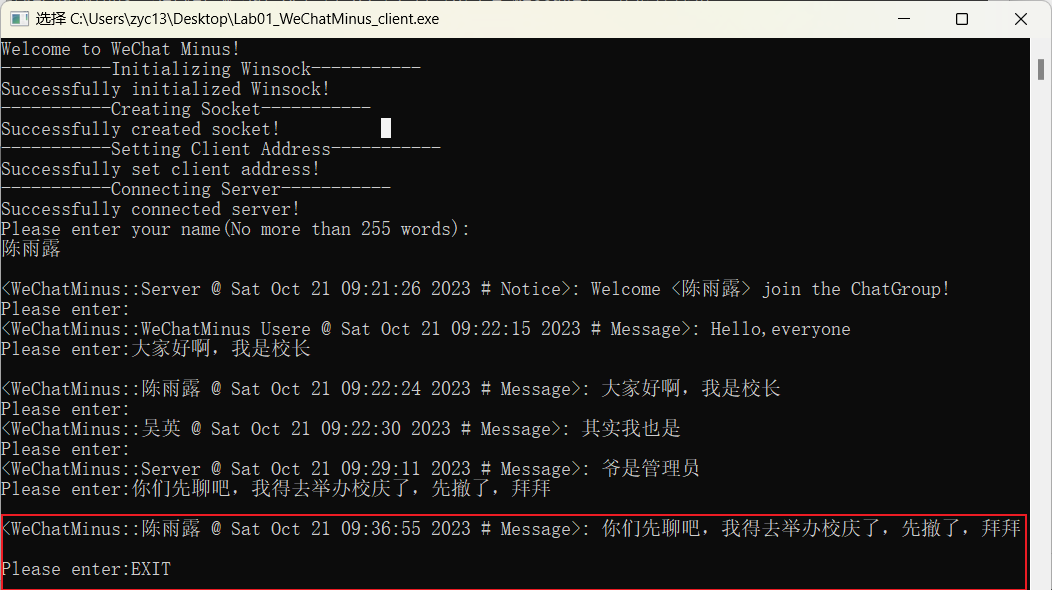 选择 C:\Users\zyc13\Desktop\Lab01_WeChatMinus_client.exe
Welcome to WeChat Minus!
-----------Initializing Winsock-----------
Successfully initialized Winsock!
-----------Creating Socket-----------
Successfully created socket!
-----------Setting Client Address-----------
Successfully set client address!
-----------Connecting Server-----------
Successfully connected server!
Please enter your name(No more than 255 words):
陈雨露
<WeChatMinus::Server @ Sat Oct 21 09:21:26 2023 # Notice>: Welcome <陈雨露> join the ChatGroup!
Please enter:
<WeChatMinus::WeChatMinus Usere @ Sat Oct 21 09:22:15 2023 # Message>: Hello,everyone
Please enter:大家好啊，我是校长
<WeChatMinus::陈雨露 @ Sat Oct 21 09:22:24 2023 # Message>: 大家好啊，我是校长
Please enter:
<WeChatMinus::吴英 @ Sat Oct 21 09:22:30 2023 # Message>: 其实我也是
Please enter:
<WeChatMinus::Server @ Sat Oct 21 09:29:11 2023 # Message>: 爷是管理员
Please enter:你们先聊吧，我得去举办校庆了，先撤了，拜拜
<WeChatMinus::陈雨露 @ Sat Oct 21 09:36:55 2023 # Message>: 你们先聊吧，我得去举办校庆了，先撤了，拜拜
Please enter:EXIT